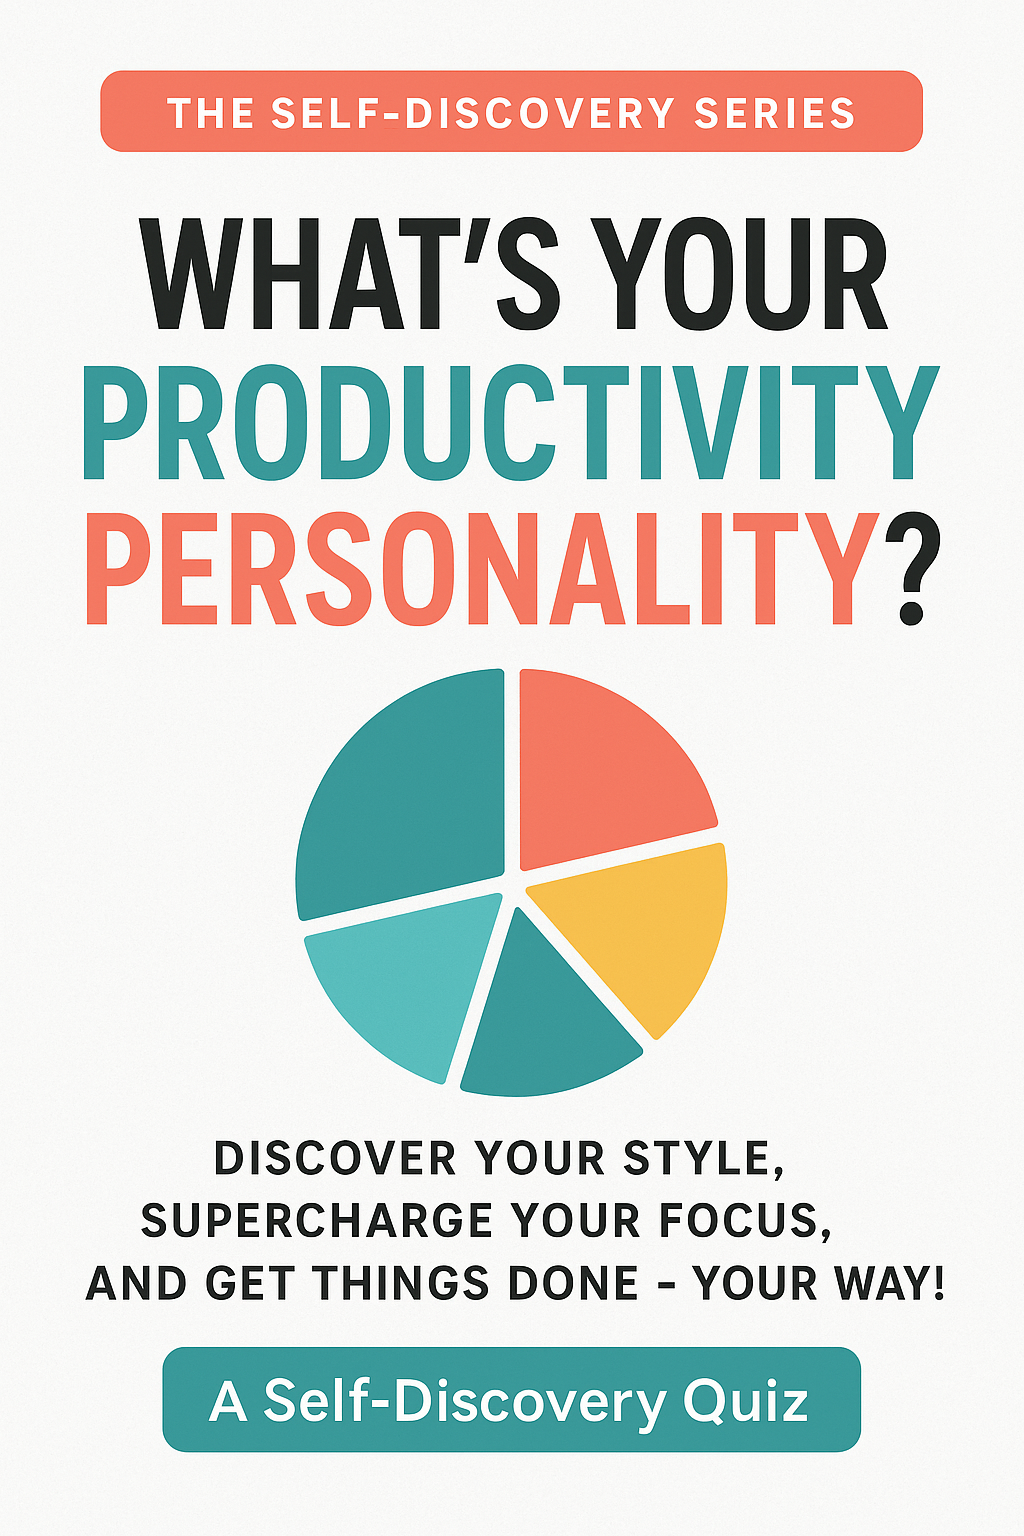 THE SELF-DISCOVERY SERIES
WHAT'S YOUR
PRODUCTIVITY
PERSONALITY?
DISCOVER YOUR STYLE,
SUPERCHARGE YOUR FOCUS,
AND GET THINGS DONE - YOUR WAY!
A Self-Discovery Quiz